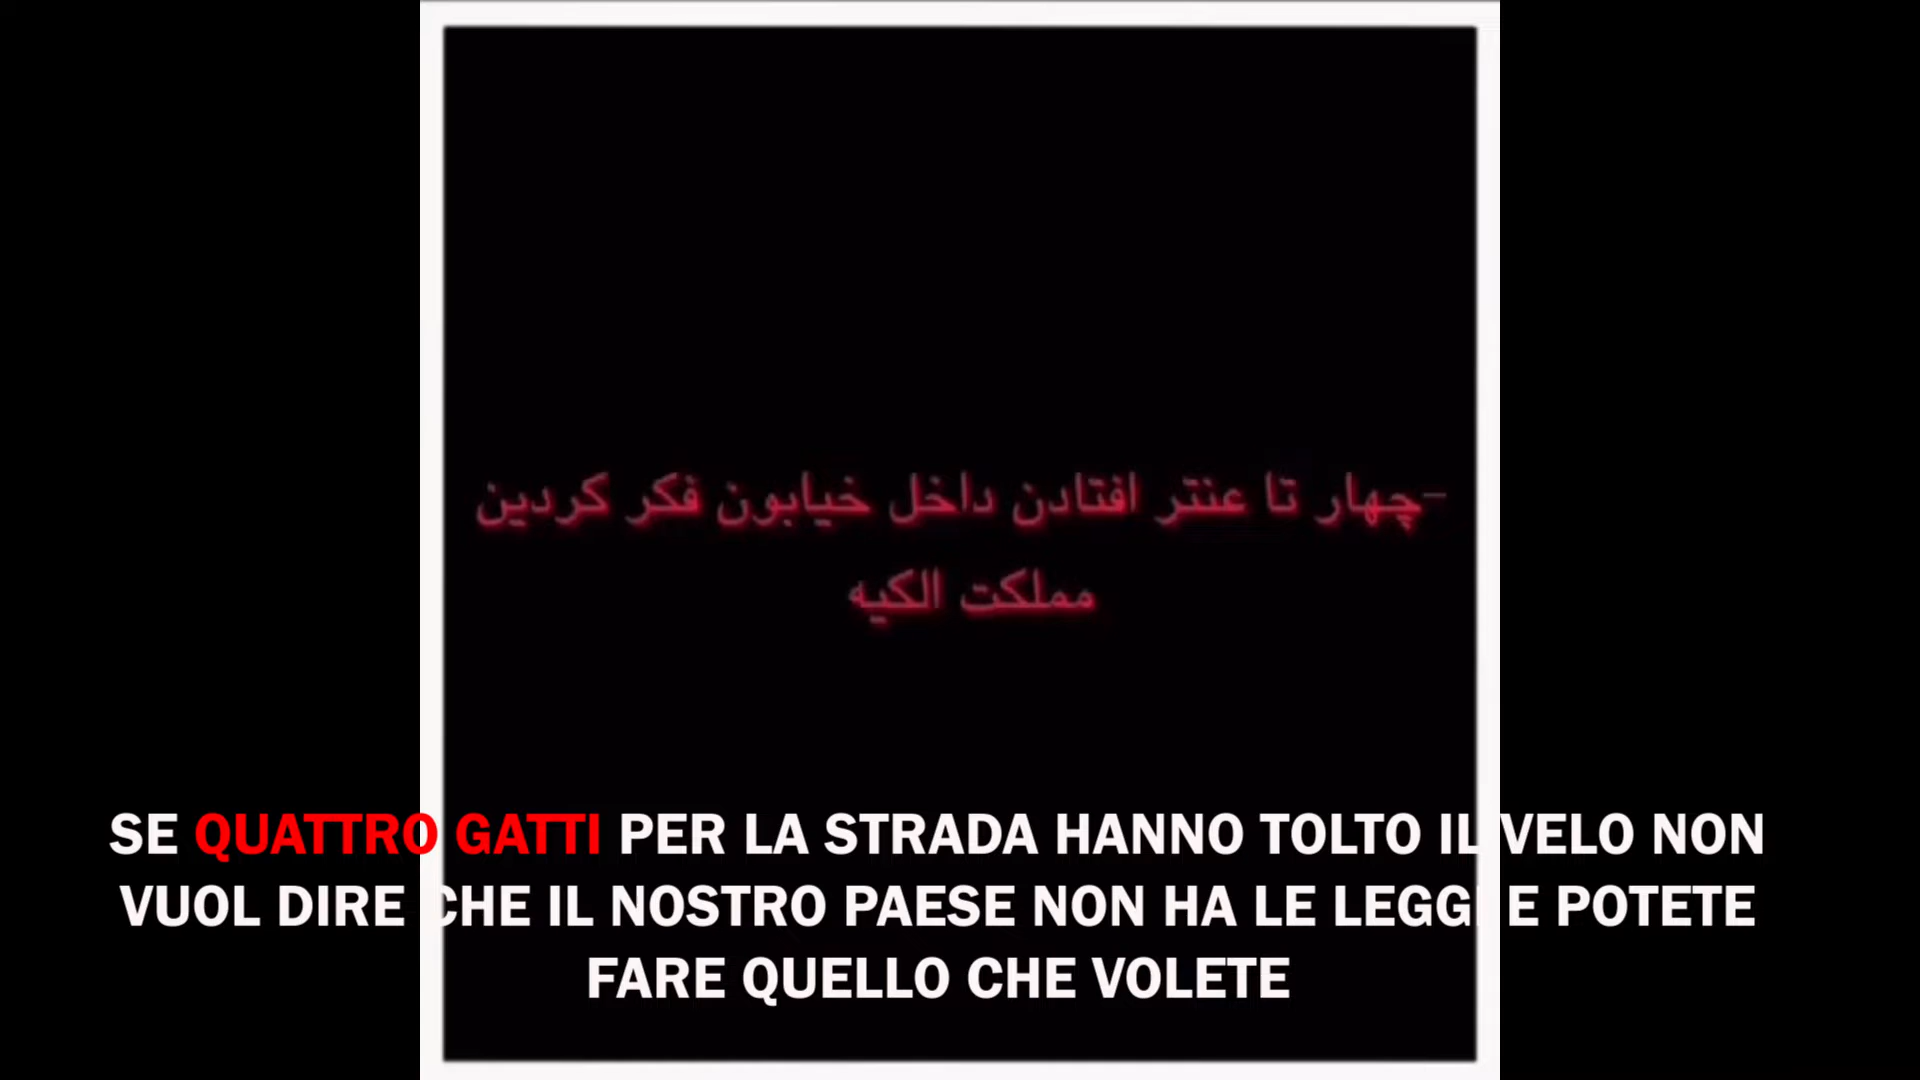 -چهار تا عنتر افتادن داخل خیابون فکر کردین
مملکت الکیه
SE QUATTRO GATTI PER LA STRADA HANNO TOLTO IL VELO NON
VUOL DIRE CHE IL NOSTRO PAESE NON HA LE LEGGI E POTETE
FARE QUELLO CHE VOLETE